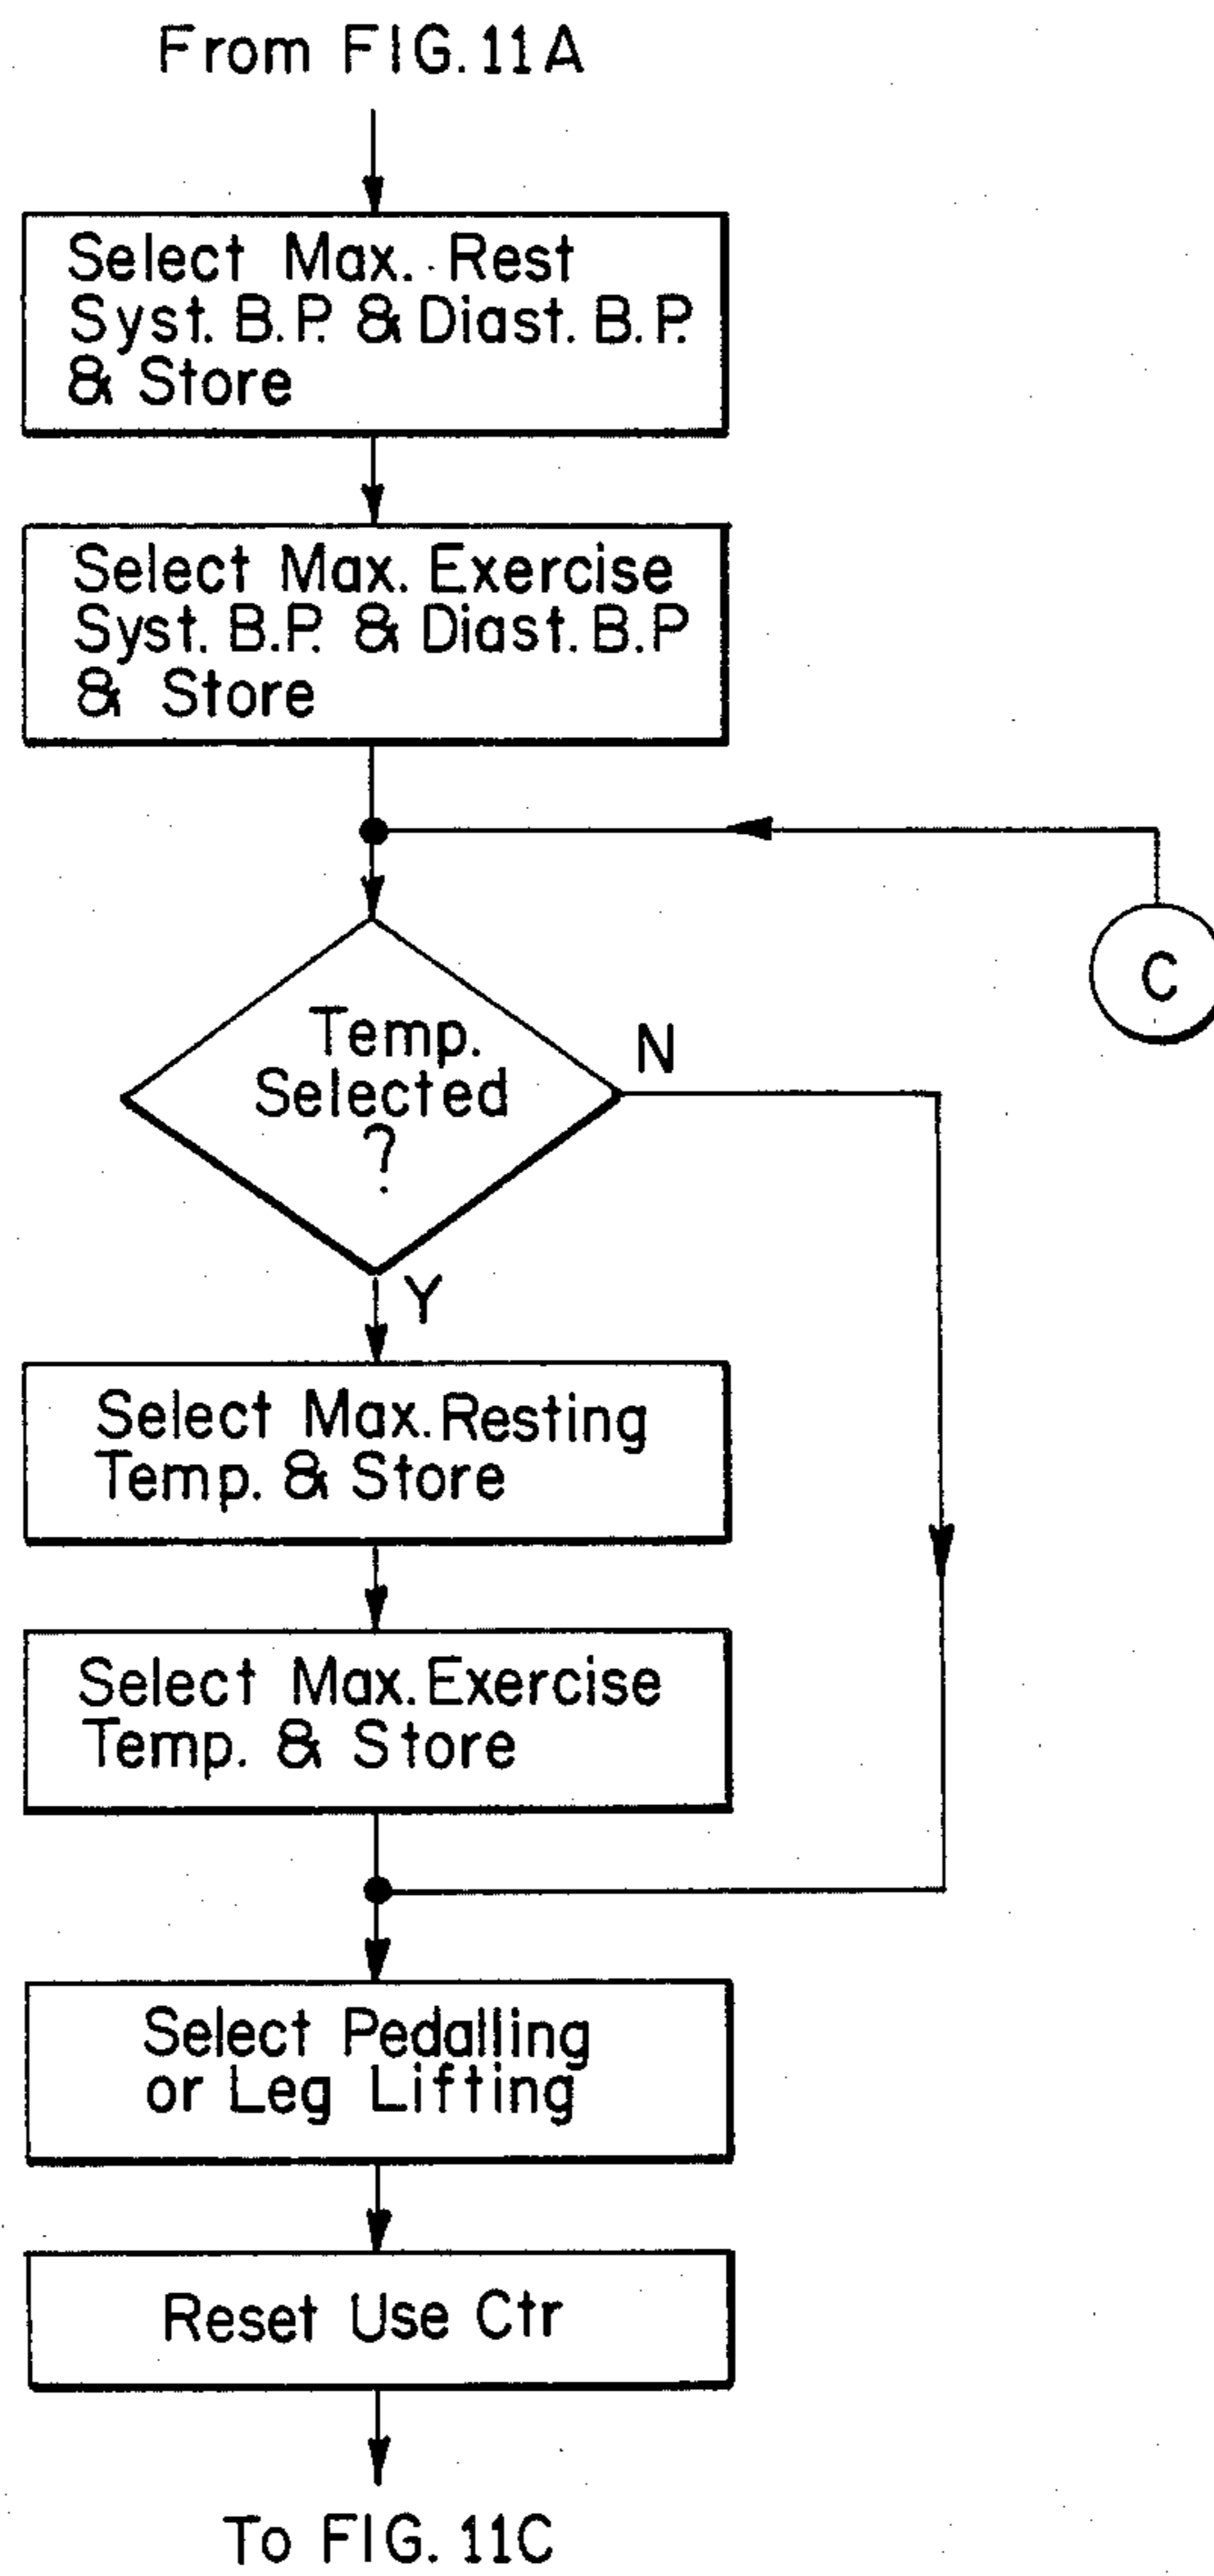 From FIG. 11A
Select Max. Rest
Syst. B.P. & Diast. B.P.
& Store
Select Max. Exercise
Syst. B.P. & Diast. B.P
& Store
C
Temp.
Selected
?
N
Y
Select Max. Resting
Temp. & Store
Select Max. Exercise
Temp. & Store
Select Pedalling
or Leg Lifting
Reset Use Ctr
To FIG. 11C